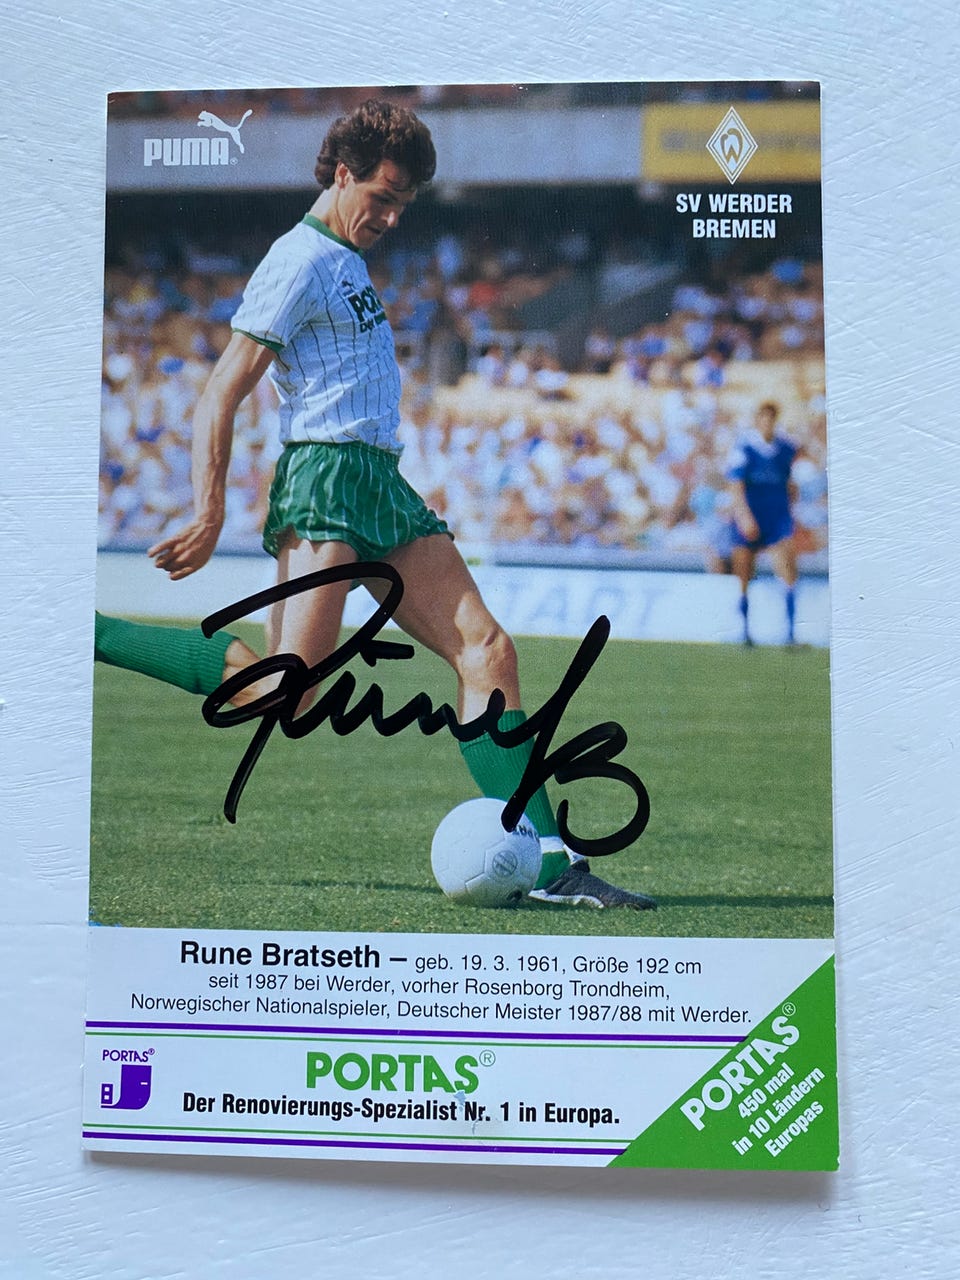 PUMA®
SV WERDER
BREMEN
STADT
Rune B
Rune Bratseth – geb. 19. 3. 1961, Größe 192 cm
seit 1987 bei Werder, vorher Rosenborg Trondheim,
Norwegischer Nationalspieler, Deutscher Meister 1987/88 mit Werder.
PORTAS®
PORTAS®
Der Renovierungs-Spezialist Nr. 1 in Europa.
PORTAS®
450 mal
in 10 Ländern
Europas